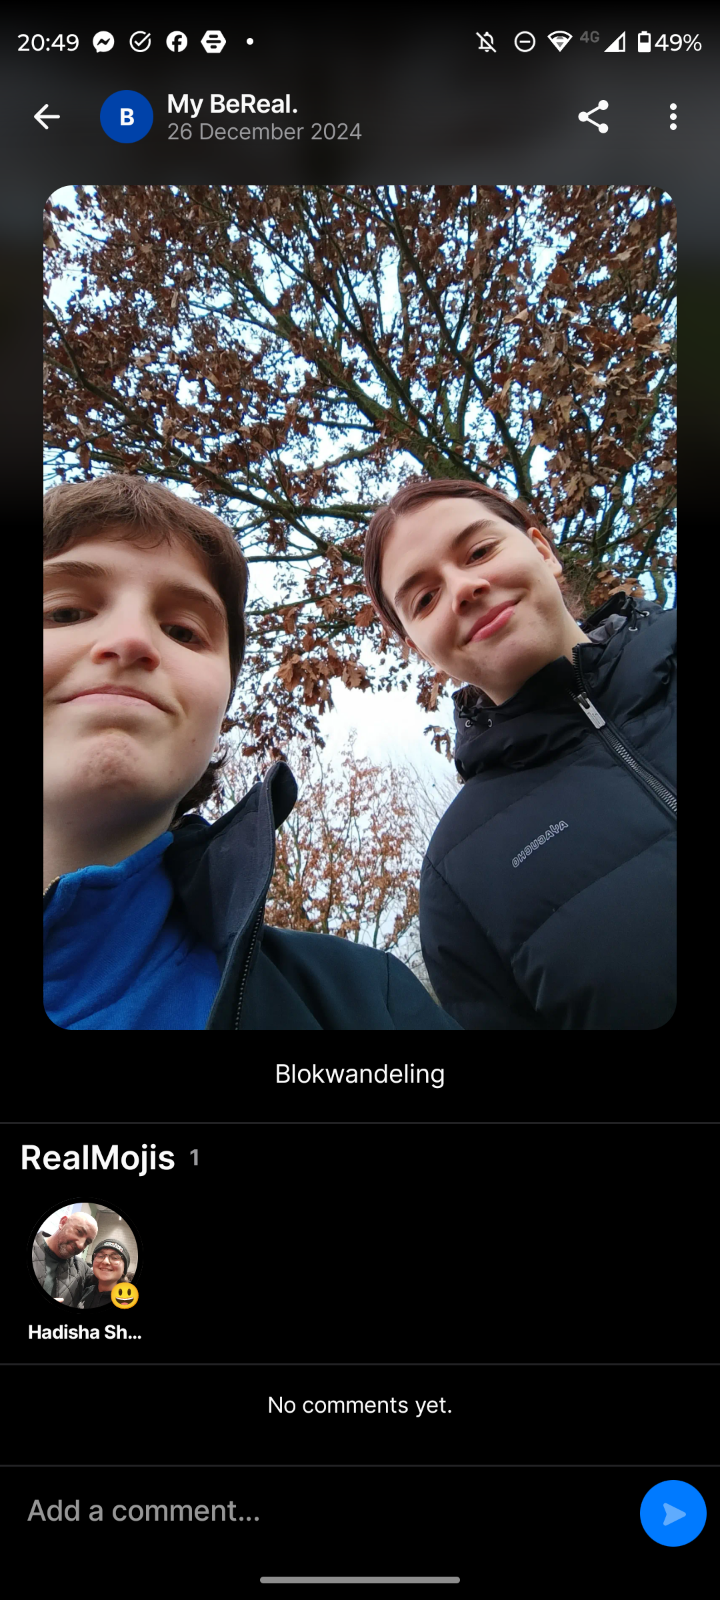 20:49
4G
49%
B
My BeReal.
26 December 2024
Blokwandeling
RealMojis 1
Hadisha Sh...
No comments yet.
Add a comment...